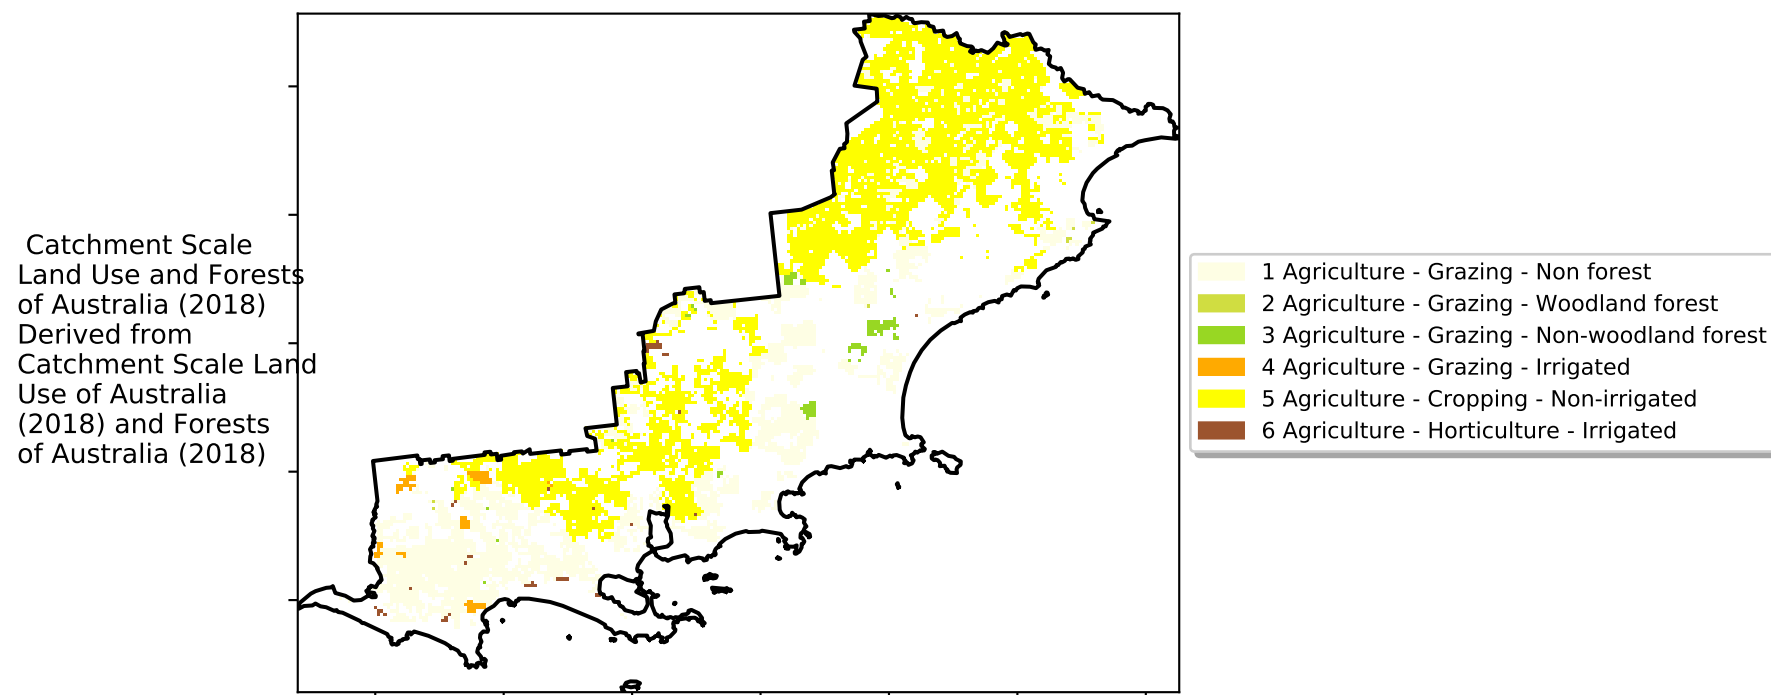 Catchment Scale
Land Use and Forests
of Australia (2018)
Derived from
Catchment Scale Land
Use of Australia
(2018) and Forests
of Australia (2018)
1 Agriculture - Grazing - Non forest
2 Agriculture - Grazing - Woodland forest
3 Agriculture - Grazing - Non-woodland forest
4 Agriculture - Grazing - Irrigated
5 Agriculture - Cropping - Non-irrigated
6 Agriculture - Horticulture - Irrigated